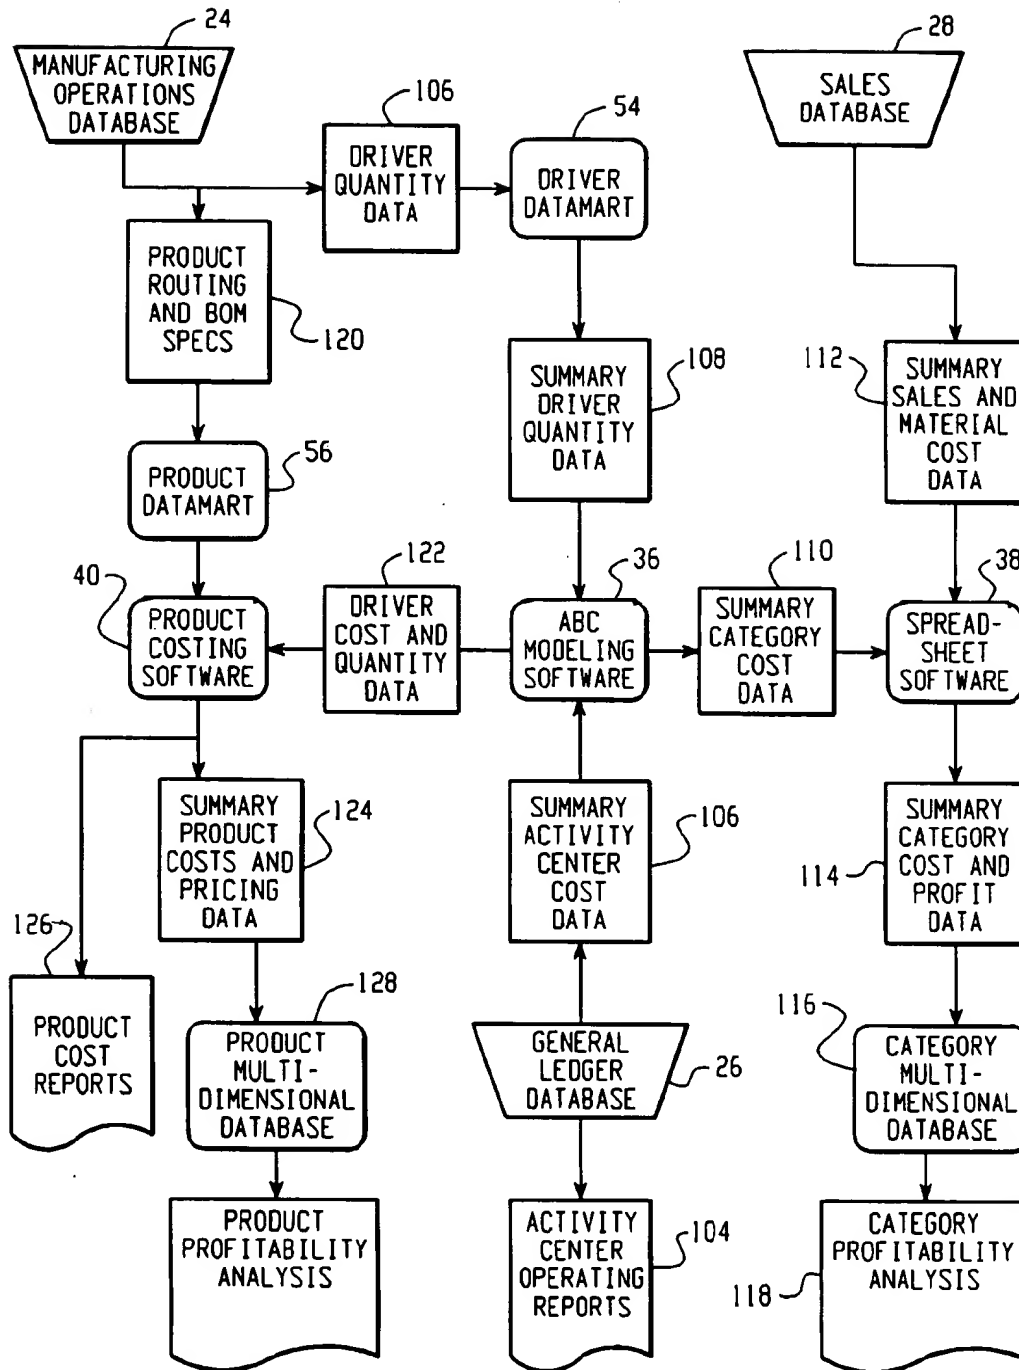 24
MANUFACTURING
OPERATIONS
DATABASE
106
DRIVER
QUANTITY
DATA
54
DRIVER
DATAMART
28
SALES
DATABASE
PRODUCT
ROUTING
AND BOM
SPECS
120
SUMMARY
DRIVER
QUANTITY
DATA
108
112
SUMMARY
SALES AND
MATERIAL
COST
DATA
PRODUCT
DATAMART
56
40
PRODUCT
COSTING
SOFTWARE
122
DRIVER
COST AND
QUANTITY
DATA
36
ABC
MODELING
SOFTWARE
110
SUMMARY
CATEGORY
COST
DATA
38
SPREAD-
SHEET
SOFTWARE
SUMMARY
PRODUCT
COSTS AND
PRICING
DATA
124
SUMMARY
ACTIVITY
CENTER
COST
DATA
106
SUMMARY
CATEGORY
COST AND
PROFIT
DATA
114
126
PRODUCT
COST
REPORTS
128
PRODUCT
MULTI-
DIMENSIONAL
DATABASE
GENERAL
LEDGER
DATABASE
26
116
CATEGORY
MULTI-
DIMENSIONAL
DATABASE
PRODUCT
PROFITABILITY
ANALYSIS
ACTIVITY
CENTER
OPERATING
REPORTS
104
CATEGORY
PROFITABILITY
ANALYSIS
118